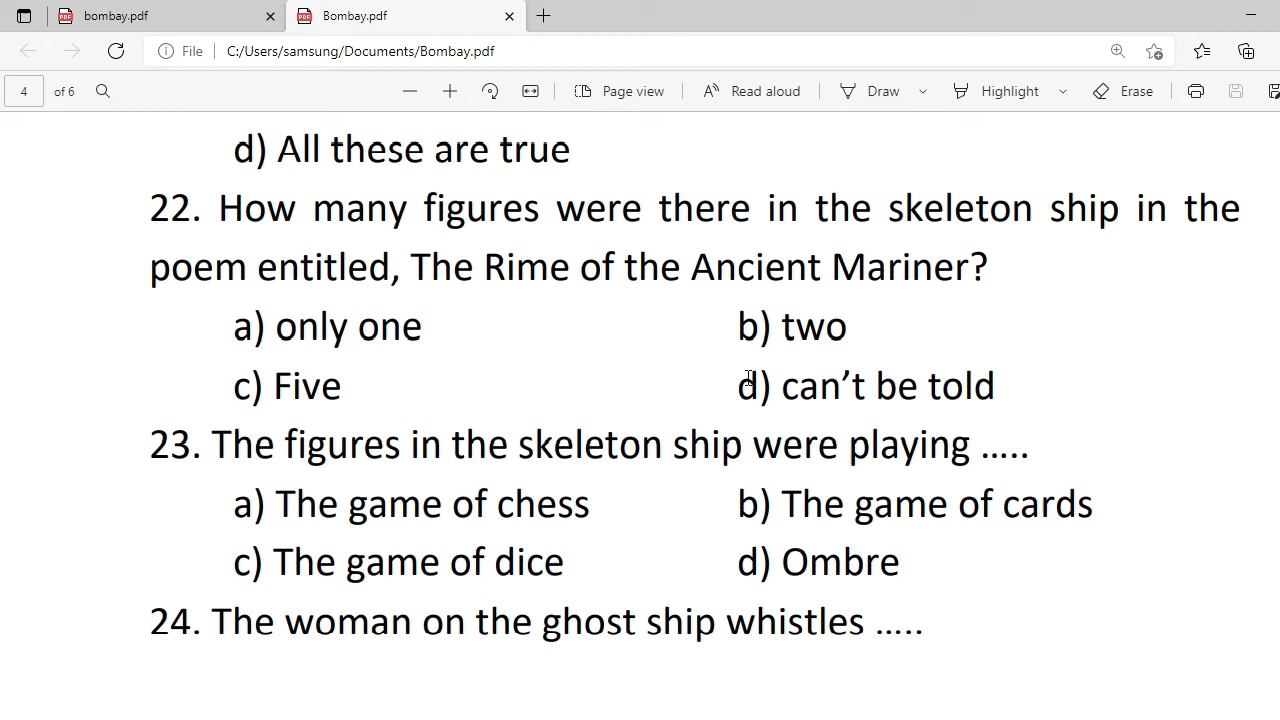 bombay.pdf
Bombay.pdf
File
C:/Users/samsung/Documents/Bombay.pdf
4 of 6
Page view
Read aloud
Draw
Highlight
Erase
d) All these are true
22. How many figures were there in the skeleton ship in the
poem entitled, The Rime of the Ancient Mariner?
a) only one b) two
c) Five d) can’t be told
23. The figures in the skeleton ship were playing …..
a) The game of chess b) The game of cards
c) The game of dice d) Ombre
24. The woman on the ghost ship whistles …..